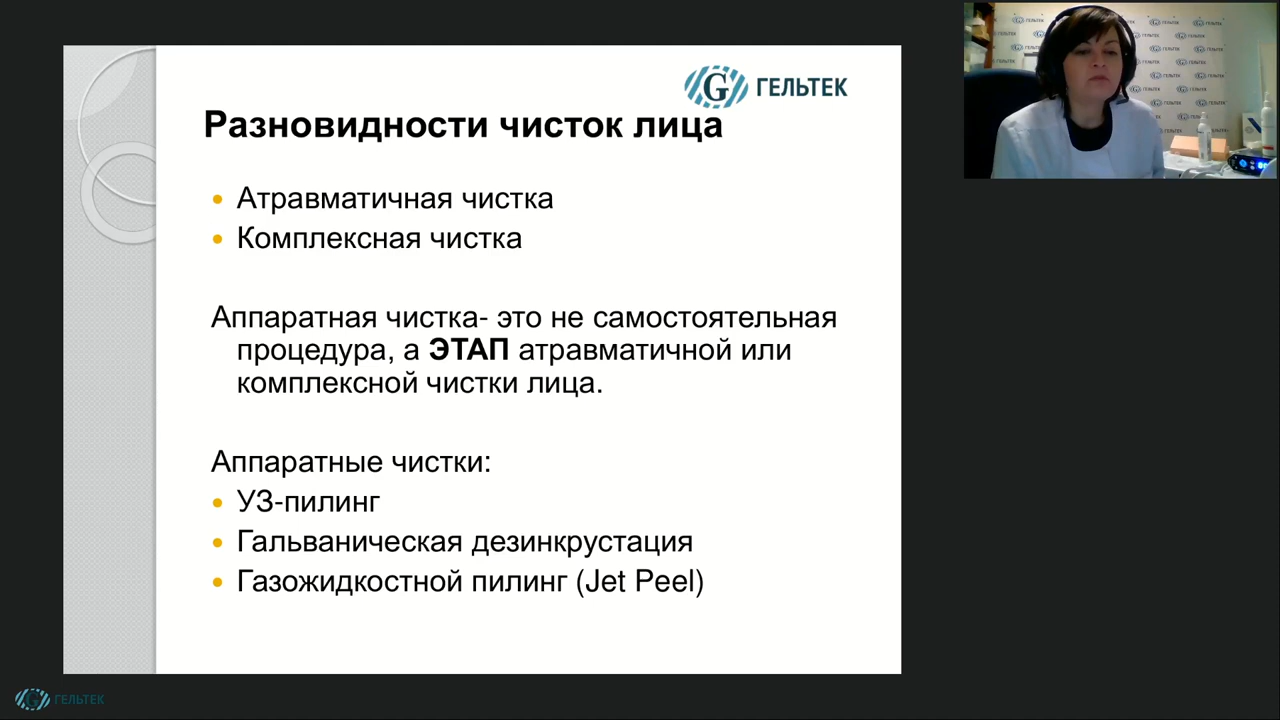 ГЕЛЬТЕК
Разновидности чисток лица
Атравматичная чистка
Комплексная чистка
Аппаратная чистка- это не самостоятельная
процедура, а ЭТАП атравматичной или
комплексной чистки лица.
Аппаратные чистки:
УЗ-пилинг
Гальваническая дезинкрустация
Газожидкостной пилинг (Jet Peel)
ГЕЛЬТЕК